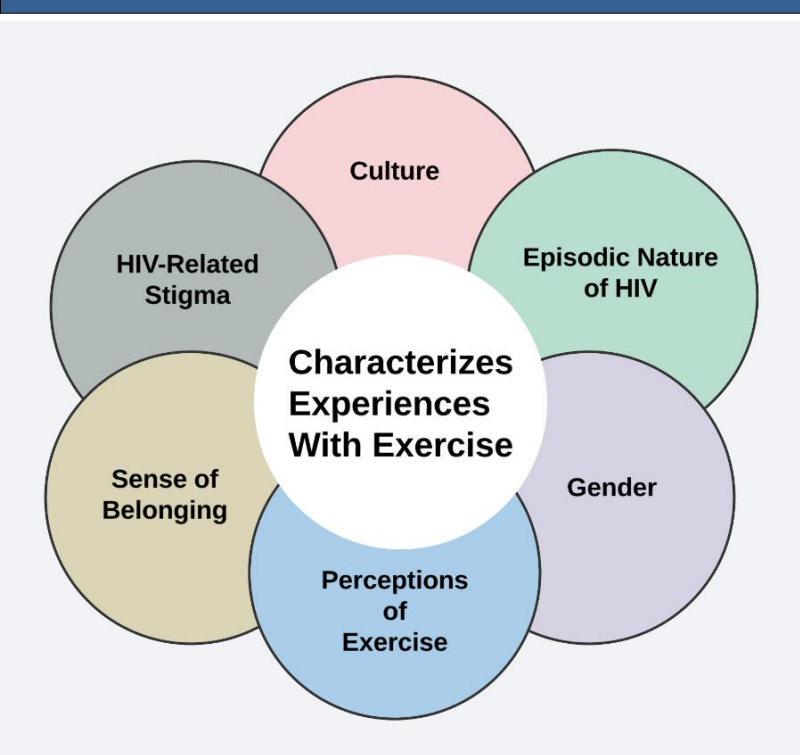 Culture
HIV-Related
Stigma
Episodic Nature
of HIV
Characterizes
Experiences
With Exercise
Sense of
Belonging
Gender
Perceptions
of
Exercise